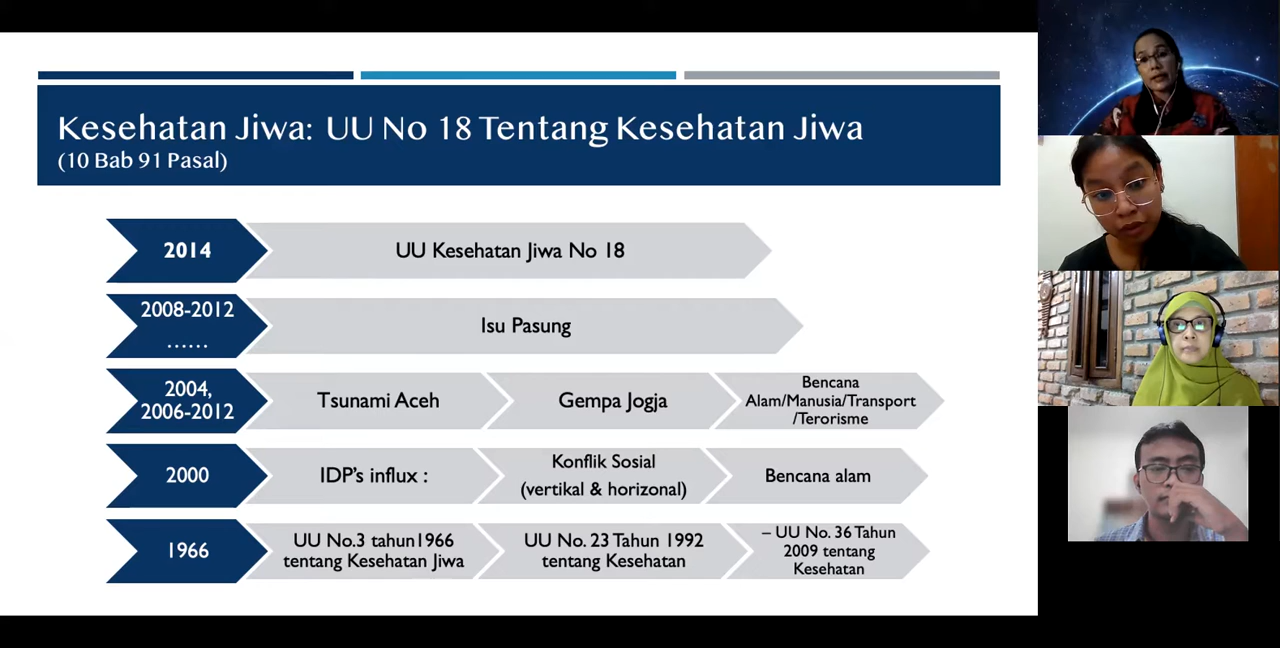 Kesehatan Jiwa: UU No 18 Tentang Kesehatan Jiwa
(10 Bab 91 Pasal)
2014
UU Kesehatan Jiwa No 18
2008-2012
......
Isu Pasung
2004,
2006-2012
Tsunami Aceh
Gempa Jogja
Bencana
Alam/Manusia/Transport
/Terorisme
2000
IDP's influx :
Konflik Sosial
(vertikal & horizonal)
Bencana alam
1966
UU No.3 tahun1966
tentang Kesehatan Jiwa
UU No. 23 Tahun 1992
tentang Kesehatan
– UU No. 36 Tahun
2009 tentang
Kesehatan